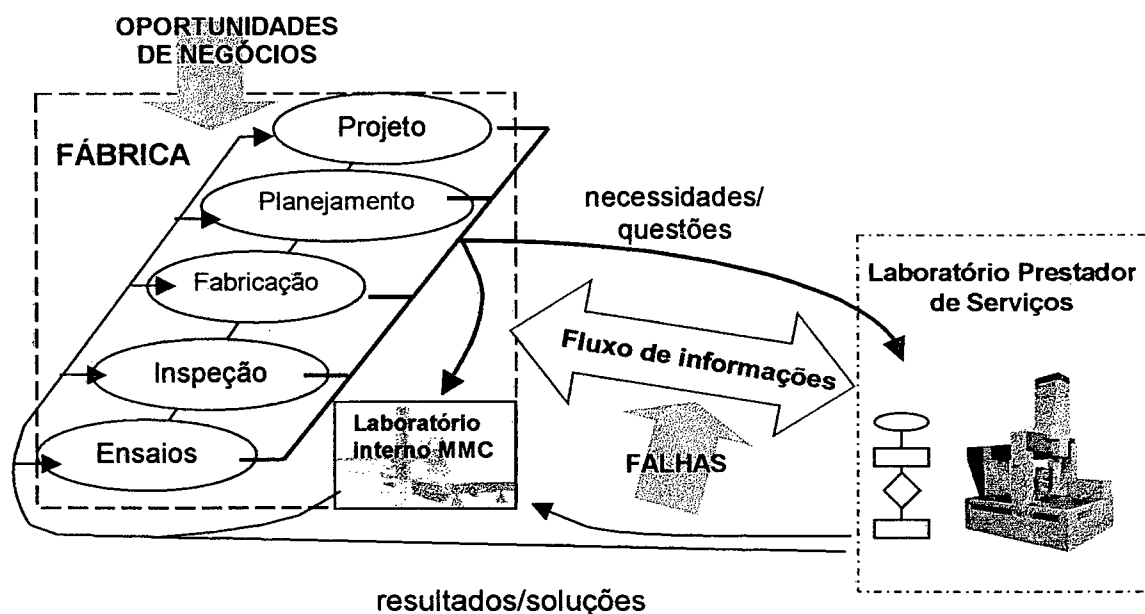 OPORTUNIDADES
DE NEGÓCIOS
FÁBRICA
Projeto
Planejamento
Fabricação
Inspeção
Ensaios
Laboratório
interno MMC
necessidades/
questões
Fluxo de informações
FALHAS
Laboratório Prestador
de Serviços
resultados/soluções